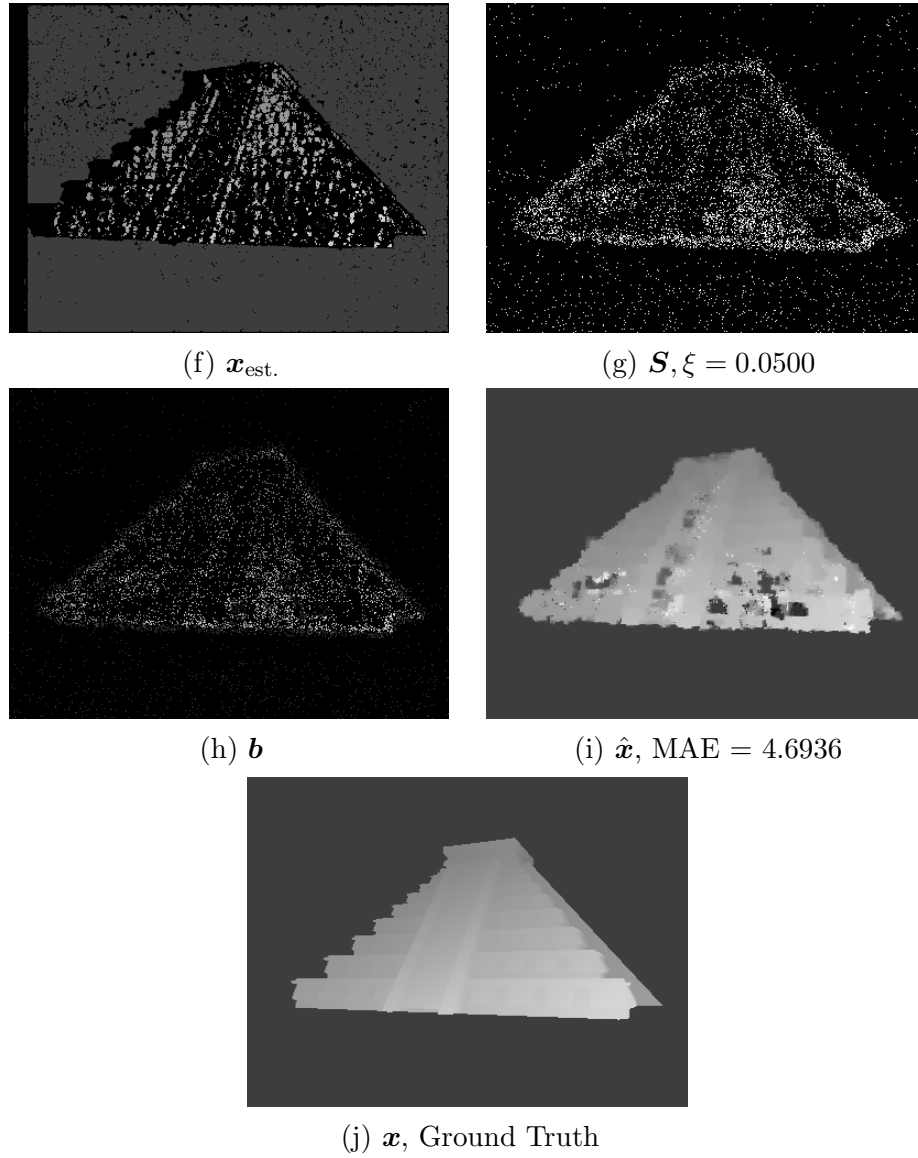 (f) x_est.
(g) S, ξ = 0.0500
(h) b
(i) x̂, MAE = 4.6936
(j) x, Ground Truth